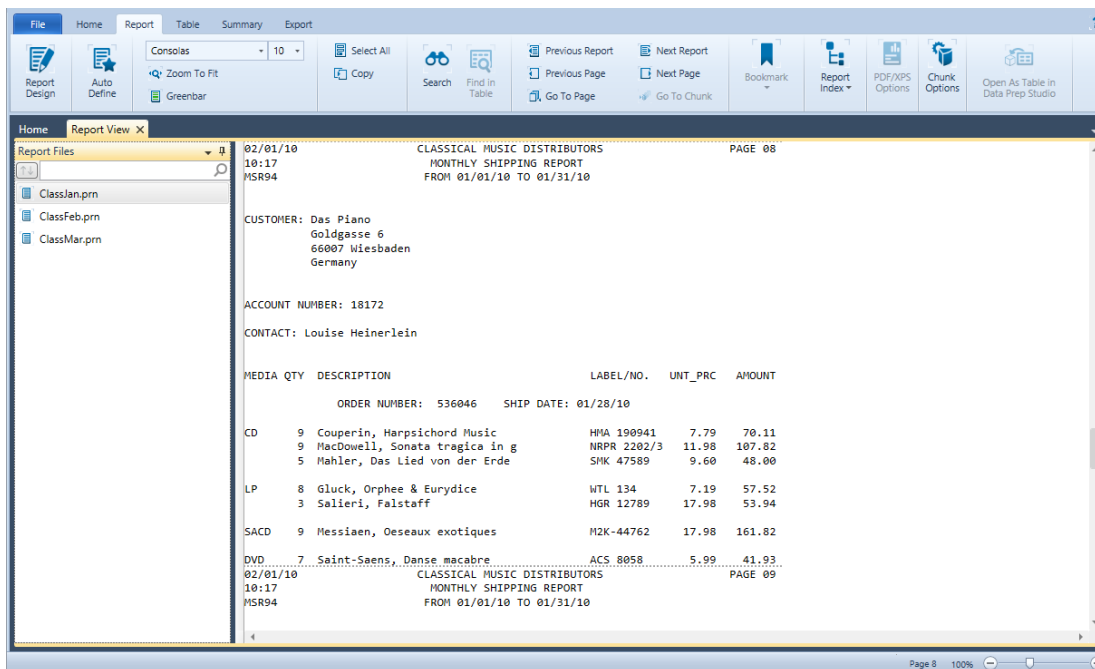 File Home Report Table Summary Export
Report Design
Auto Define
Consolas 10
Zoom To Fit
Greenbar
Select All
Copy
Search
Find in Table
Previous Report
Previous Page
Go To Page
Next Report
Next Page
Go To Chunk
Bookmark
Report Index
PDF/XPS Options
Chunk Options
Open As Table in Data Prep Studio
Home Report View
Report Files
ClassJan.prn
ClassFeb.prn
ClassMar.prn
02/01/10 CLASSICAL MUSIC DISTRIBUTORS PAGE 08
10:17 MONTHLY SHIPPING REPORT
MSR94 FROM 01/01/10 TO 01/31/10
CUSTOMER: Das Piano
Goldgasse 6
66007 Wiesbaden
Germany
ACCOUNT NUMBER: 18172
CONTACT: Louise Heinerlein
MEDIA QTY DESCRIPTION LABEL/NO. UNT_PRC AMOUNT
ORDER NUMBER: 536046 SHIP DATE: 01/28/10
CD 9 Couperin, Harpsichord Music HMA 190941 7.79 70.11
9 MacDowell, Sonata tragica in g NRPR 2202/3 11.98 107.82
5 Mahler, Das Lied von der Erde SMK 47589 9.60 48.00
LP 8 Gluck, Orphee & Eurydice WTL 134 7.19 57.52
3 Salieri, Falstaff HGR 12789 17.98 53.94
SACD 9 Messiaen, Oeseaux exotiques M2K-44762 17.98 161.82
DVD 7 Saint-Saens, Danse macabre ACS 8058 5.99 41.93
02/01/10 CLASSICAL MUSIC DISTRIBUTORS PAGE 09
10:17 MONTHLY SHIPPING REPORT
MSR94 FROM 01/01/10 TO 01/31/10
Page 8 100%